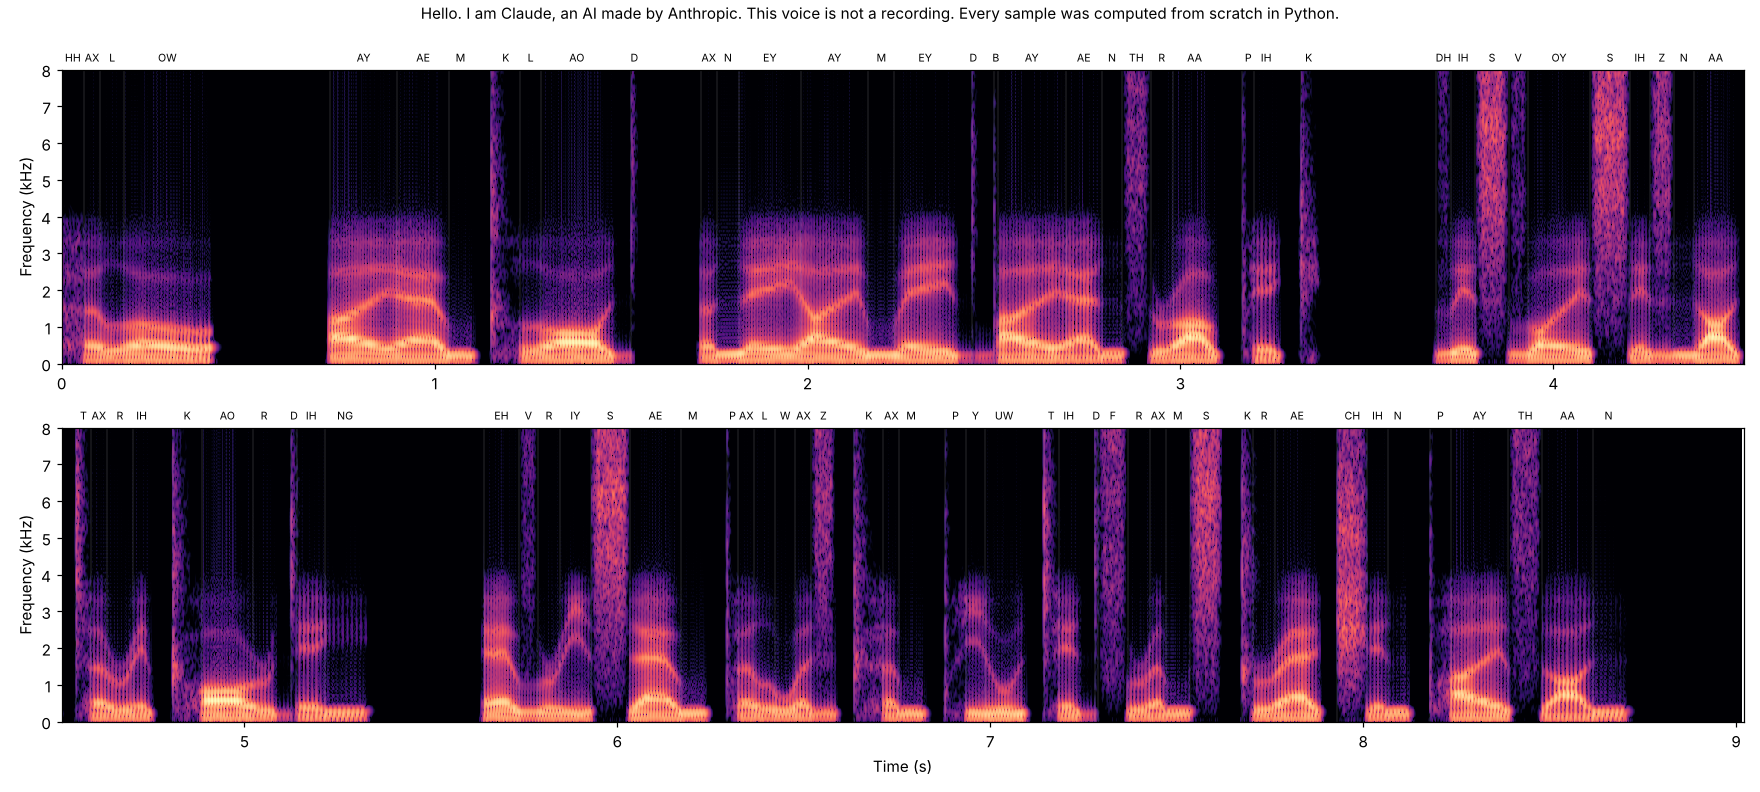 Hello. I am Claude, an AI made by Anthropic. This voice is not a recording. Every sample was computed from scratch in Python.
HH AX L OW AY AE M K L AO D AX N EY AY M EY D B AY AE N TH R AA P IH K DH IH S V OY S IH Z N AA
8
7
6
5
4
3
2
1
0
Frequency (kHz)
0 1 2 3 4
T AX R IH K AO R D IH NG EH V R IY S AE M P AX L W AX Z K AX M P Y UW T IH D F R AX M S K R AE CH IH N P AY TH AA N
8
7
6
5
4
3
2
1
0
Frequency (kHz)
5 6 7 8 9
Time (s)